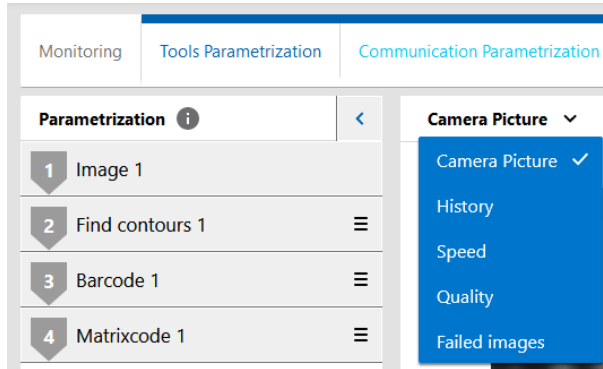 Monitoring
Tools Parametrization
Communication Parametrization
Parametrization i
1 Image 1
2 Find contours 1
3 Barcode 1
4 Matrixcode 1
Camera Picture
Camera Picture
History
Speed
Quality
Failed images